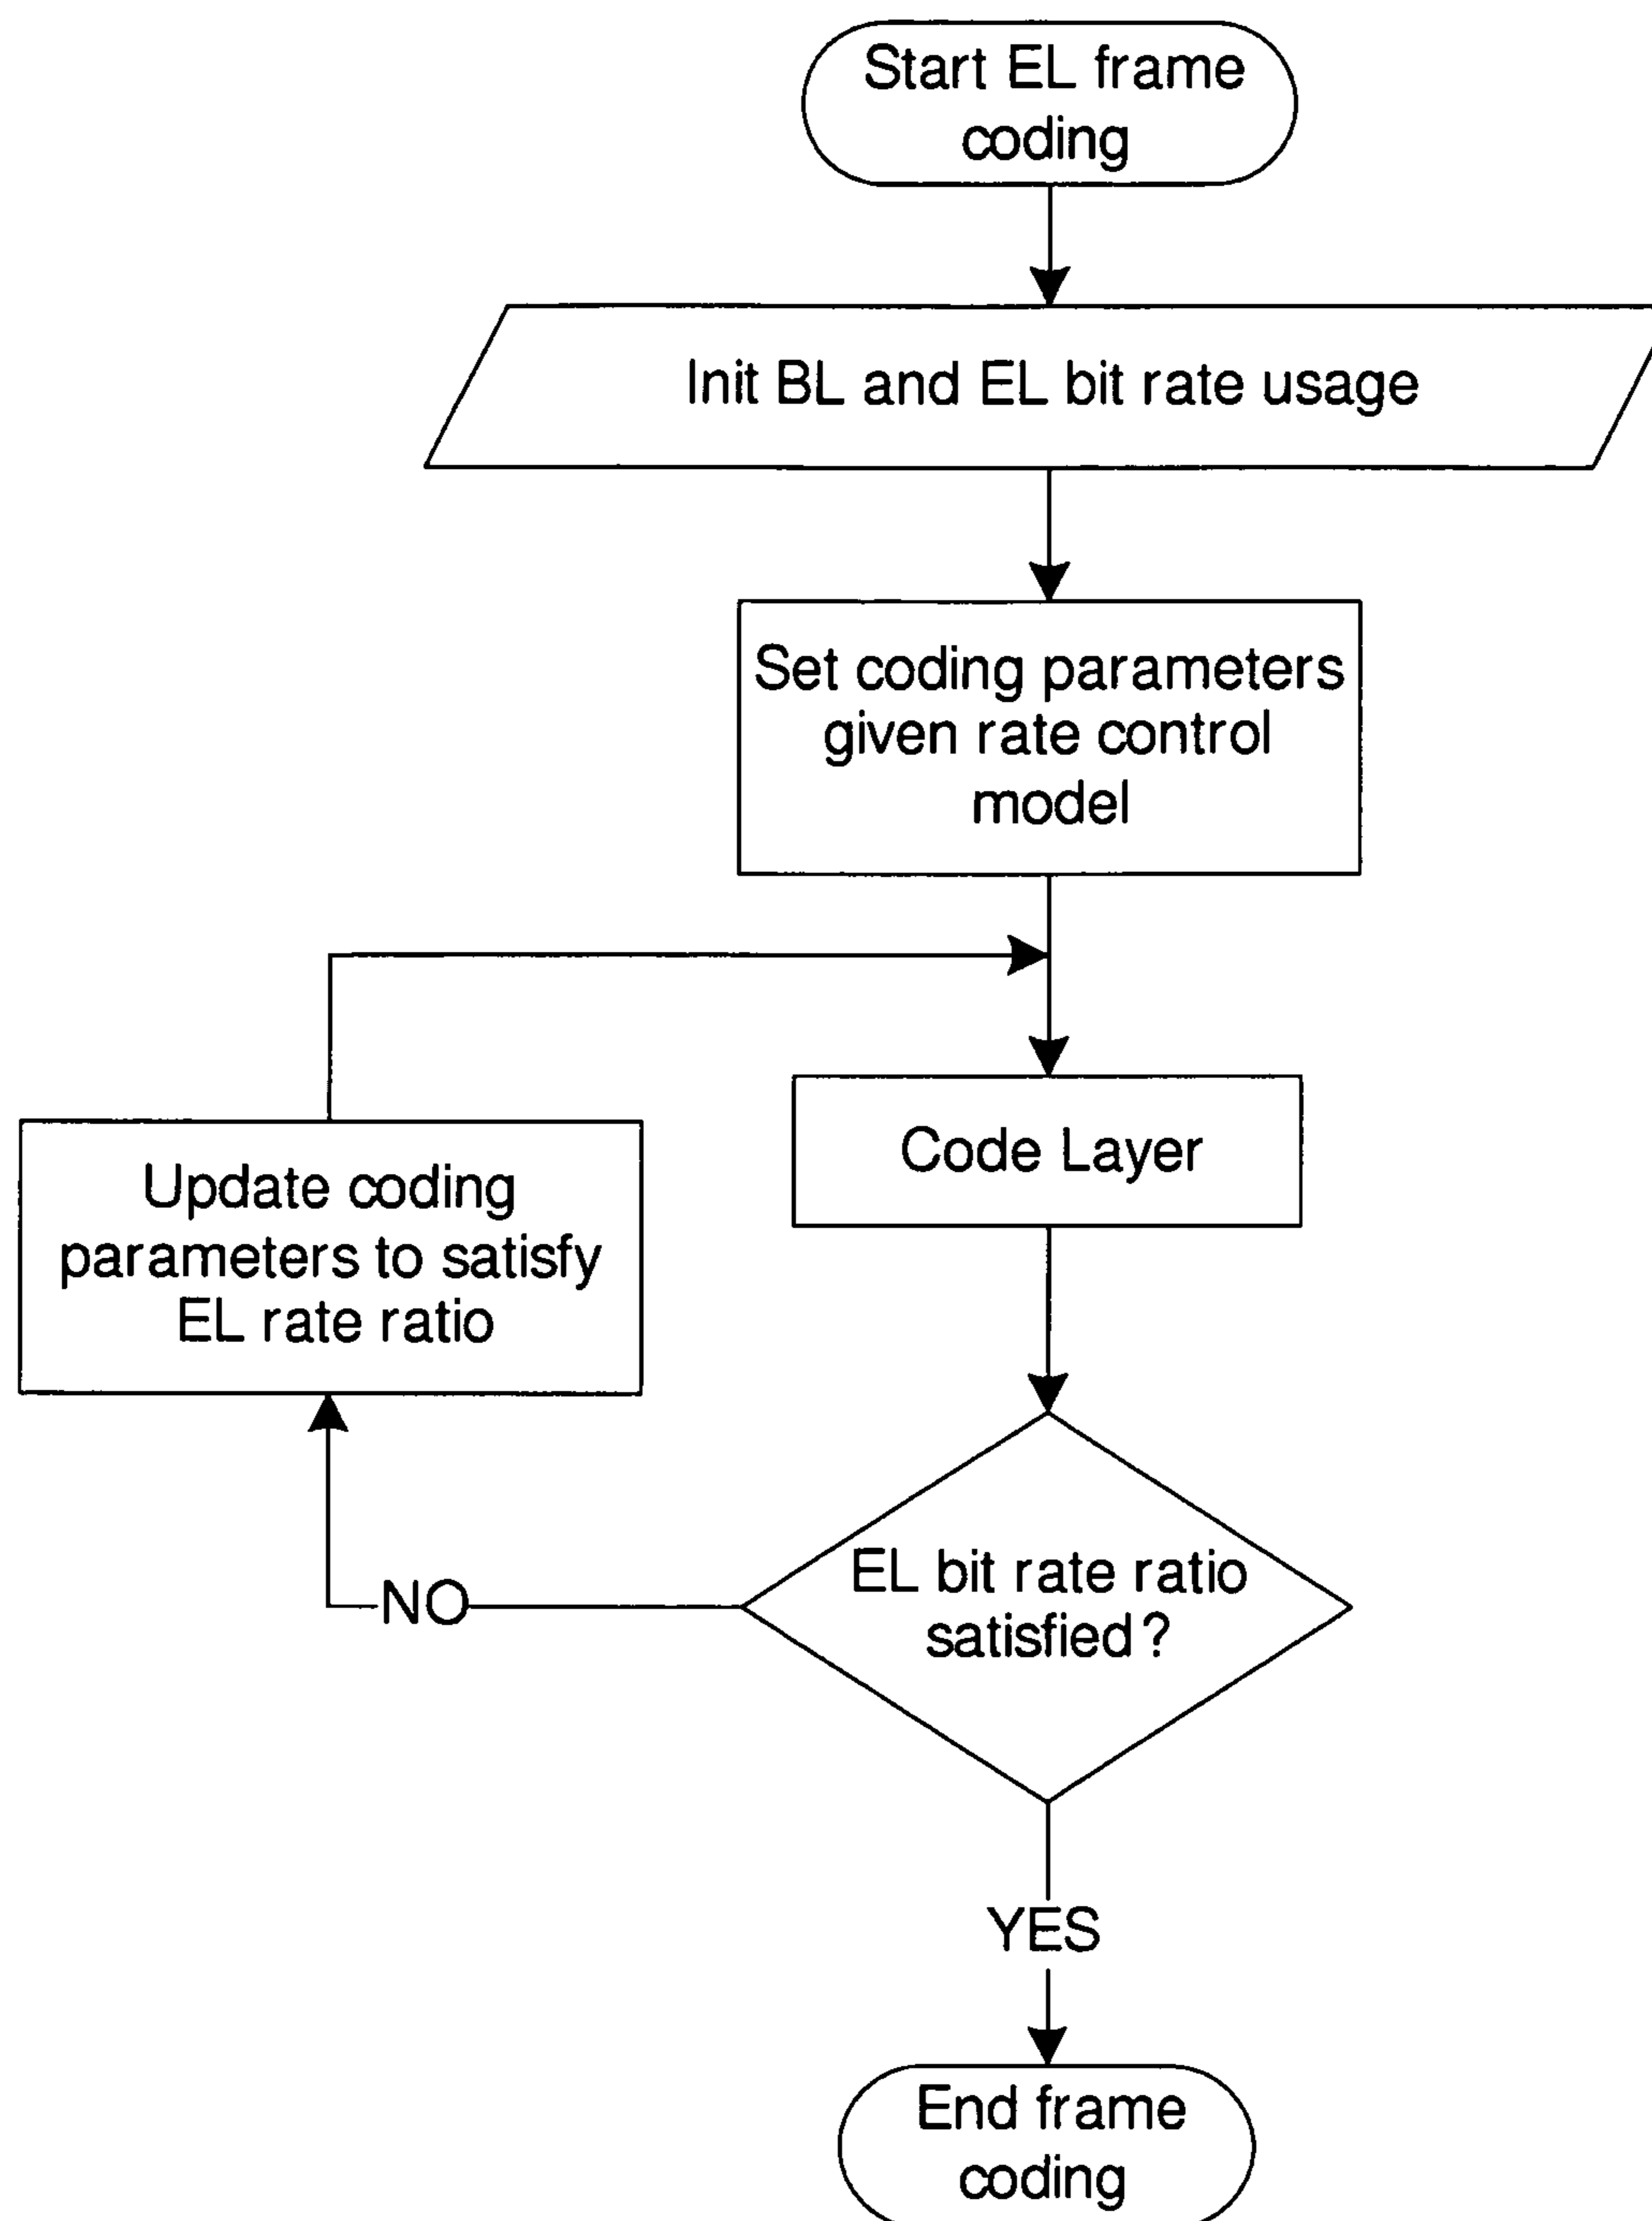 Start EL frame
coding
Init BL and EL bit rate usage
Set coding parameters
given rate control
model
Code Layer
Update coding
parameters to satisfy
EL rate ratio
EL bit rate ratio
satisfied?
NO
YES
End frame
coding